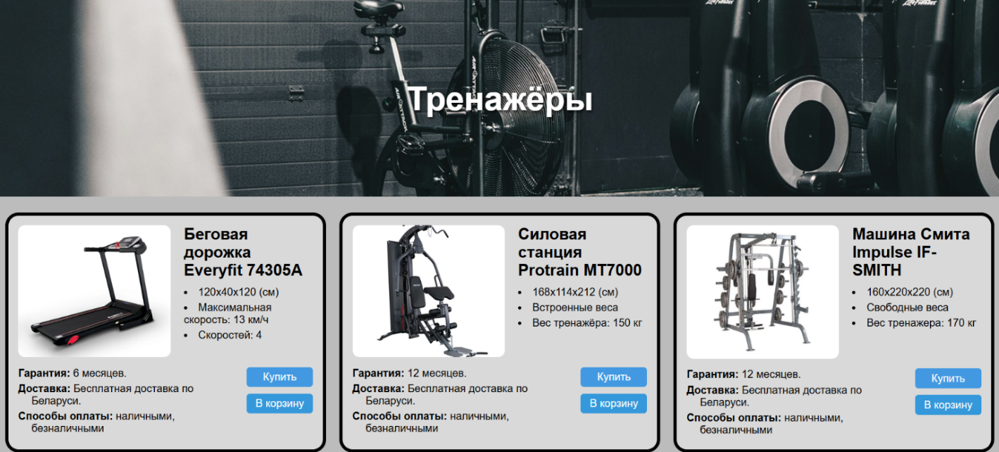 Тренажёры
Беговая
дорожка
Everyfit 74305A
• 120x40x120 (см)
• Максимальная
скорость: 13 км/ч
• Скоростей: 4
Гарантия: 6 месяцев.
Доставка: Бесплатная доставка по
Беларуси.
Способы оплаты: наличными,
безналичными
Купить
В корзину
Силовая
станция
Protrain MT7000
• 168x114x212 (см)
• Встроенные веса
• Вес тренажёра: 150 кг
Гарантия: 12 месяцев.
Доставка: Бесплатная доставка по
Беларуси.
Способы оплаты: наличными,
безналичными
Купить
В корзину
Машина Смита
Impulse IF-
SMITH
• 160x220x220 (см)
• Свободные веса
• Вес тренажера: 170 кг
Гарантия: 12 месяцев.
Доставка: Бесплатная доставка по
Беларуси.
Способы оплаты: наличными,
безналичными
Купить
В корзину